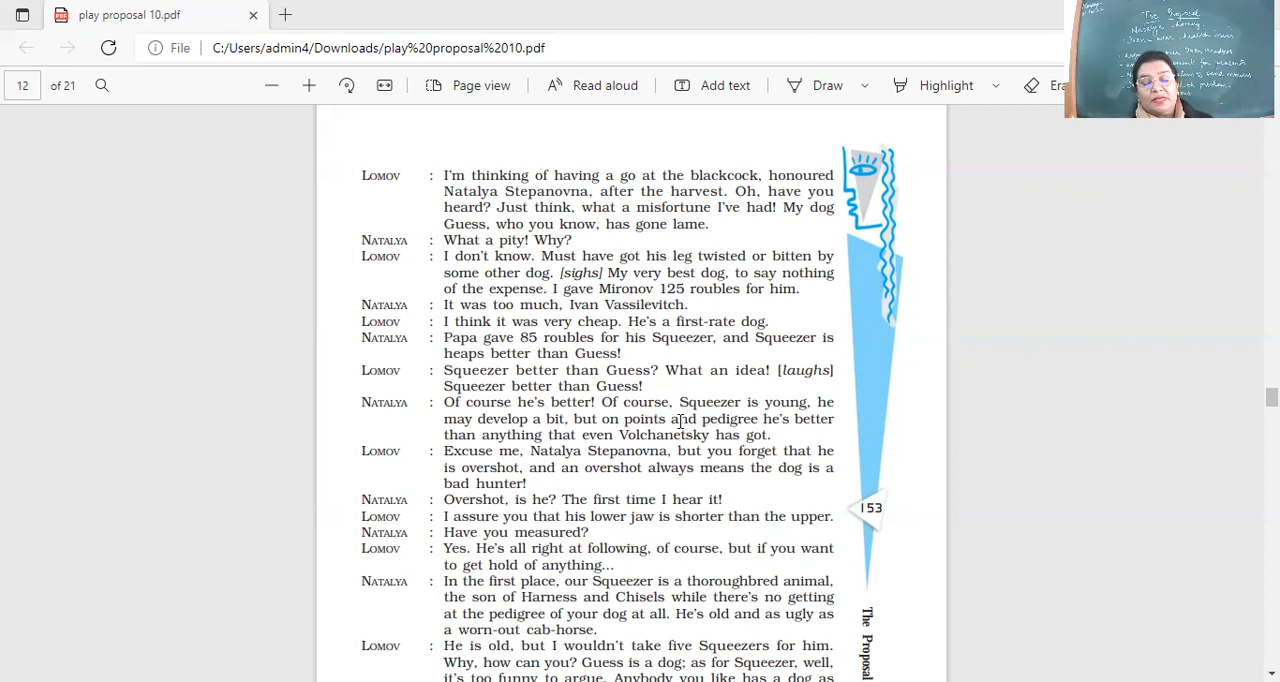 play proposal 10.pdf
File C:/Users/admin4/Downloads/play%20proposal%2010.pdf
12 of 21 Page view Read aloud Add text Draw Highlight
The Proposal
LOMOV : I'm thinking of having a go at the blackcock, honoured
Natalya Stepanovna, after the harvest. Oh, have you
heard? Just think, what a misfortune I've had! My dog
Guess, who you know, has gone lame.
NATALYA : What a pity! Why?
LOMOV : I don't know. Must have got his leg twisted or bitten by
some other dog. [sighs] My very best dog, to say nothing
of the expense. I gave Mironov 125 roubles for him.
NATALYA : It was too much, Ivan Vassilevitch.
LOMOV : I think it was very cheap. He's a first-rate dog.
NATALYA : Papa gave 85 roubles for his Squeezer, and Squeezer is
heaps better than Guess!
LOMOV : Squeezer better than Guess? What an idea! [laughs]
Squeezer better than Guess!
NATALYA : Of course he's better! Of course, Squeezer is young, he
may develop a bit, but on points and pedigree he's better
than anything that even Volchanetsky has got.
LOMOV : Excuse me, Natalya Stepanovna, but you forget that he
is overshot, and an overshot always means the dog is a
bad hunter!
NATALYA : Overshot, is he? The first time I hear it!
LOMOV : I assure you that his lower jaw is shorter than the upper.
NATALYA : Have you measured?
LOMOV : Yes. He's all right at following, of course, but if you want
to get hold of anything...
NATALYA : In the first place, our Squeezer is a thoroughbred animal,
the son of Harness and Chisels while there's no getting
at the pedigree of your dog at all. He's old and as ugly as
a worn-out cab-horse.
LOMOV : He is old, but I wouldn't take five Squeezers for him.
Why, how can you? Guess is a dog; as for Squeezer, well,
it's too funny to argue. Anybody you like has a dog as
153
The Proposal